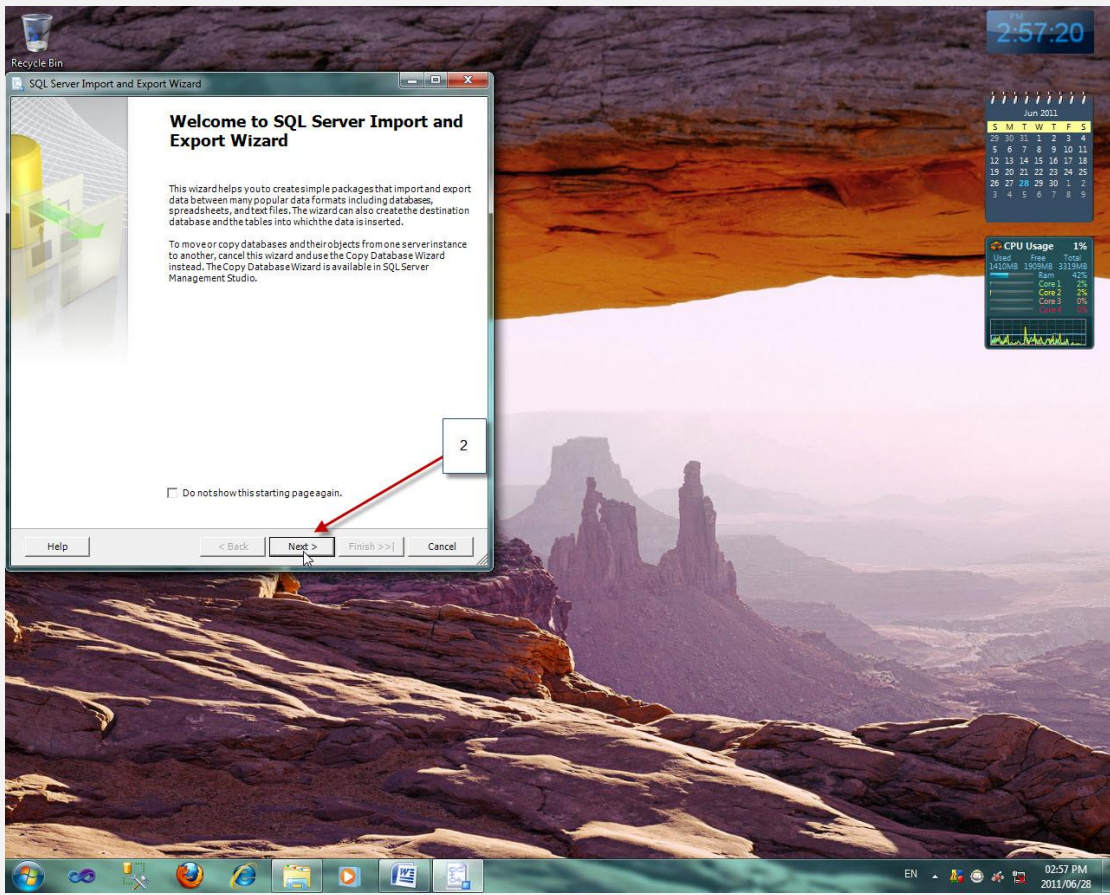 Recycle Bin
SQL Server Import and Export Wizard
Welcome to SQL Server Import and
Export Wizard
This wizard helps you to create simple packages that import and export
data between many popular data formats including databases,
spreadsheets, and text files. The wizard can also create the destination
database and the tables into which the data is inserted.
To move or copy databases and their objects from one server instance
to another, cancel this wizard and use the Copy Database Wizard
instead. The Copy Database Wizard is available in SQL Server
Management Studio.
2
Do not show this starting page again.
Help
< Back
Next >
Finish >>|
Cancel
PM
2:57:20
Jun 2011
S M T W T F S
29 30 31 1 2 3 4
5 6 7 8 9 10 11
12 13 14 15 16 17 18
19 20 21 22 23 24 25
26 27 28 29 30 1 2
3 4 5 6 7 8 9
CPU Usage 1%
Used Free Total
1410MB 1909MB 3319MB
Ram 42%
Core 1 2%
Core 2 2%
Core 3 0%
Core 4 0%
EN
02:57 PM
2011/06/28